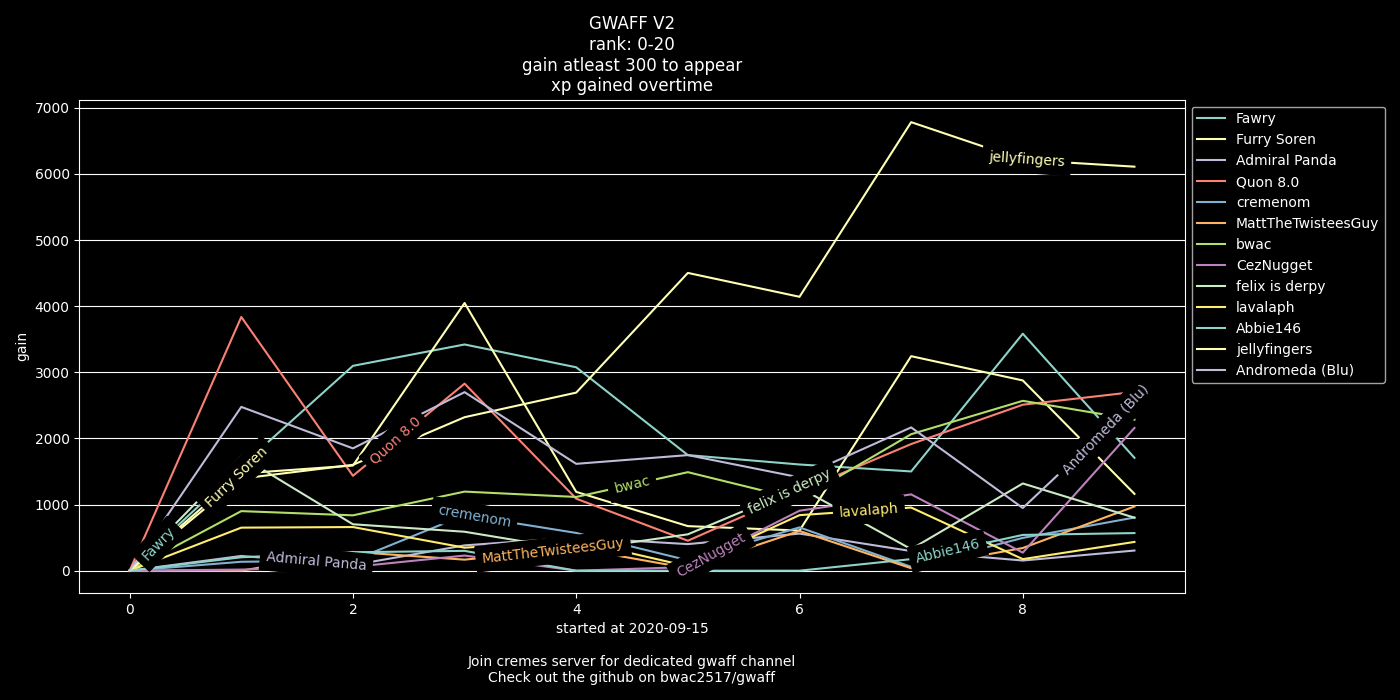 GWAFF V2
rank: 0-20
gain atleast 300 to appear
xp gained overtime
gain
7000
6000
5000
4000
3000
2000
1000
0
jellyfingers
Fawry
Furry Soren
Quon 8.0
Admiral Panda
cremenom
MattTheTwisteesGuy
bwac
CezNugget
felix is derpy
lavalaph
Abbie146
Andromeda (Blu)
0
2
4
6
8
started at 2020-09-15
Join cremes server for dedicated gwaff channel
Check out the github on bwac2517/gwaff
Fawry
Furry Soren
Admiral Panda
Quon 8.0
cremenom
MattTheTwisteesGuy
bwac
CezNugget
felix is derpy
lavalaph
Abbie146
jellyfingers
Andromeda (Blu)